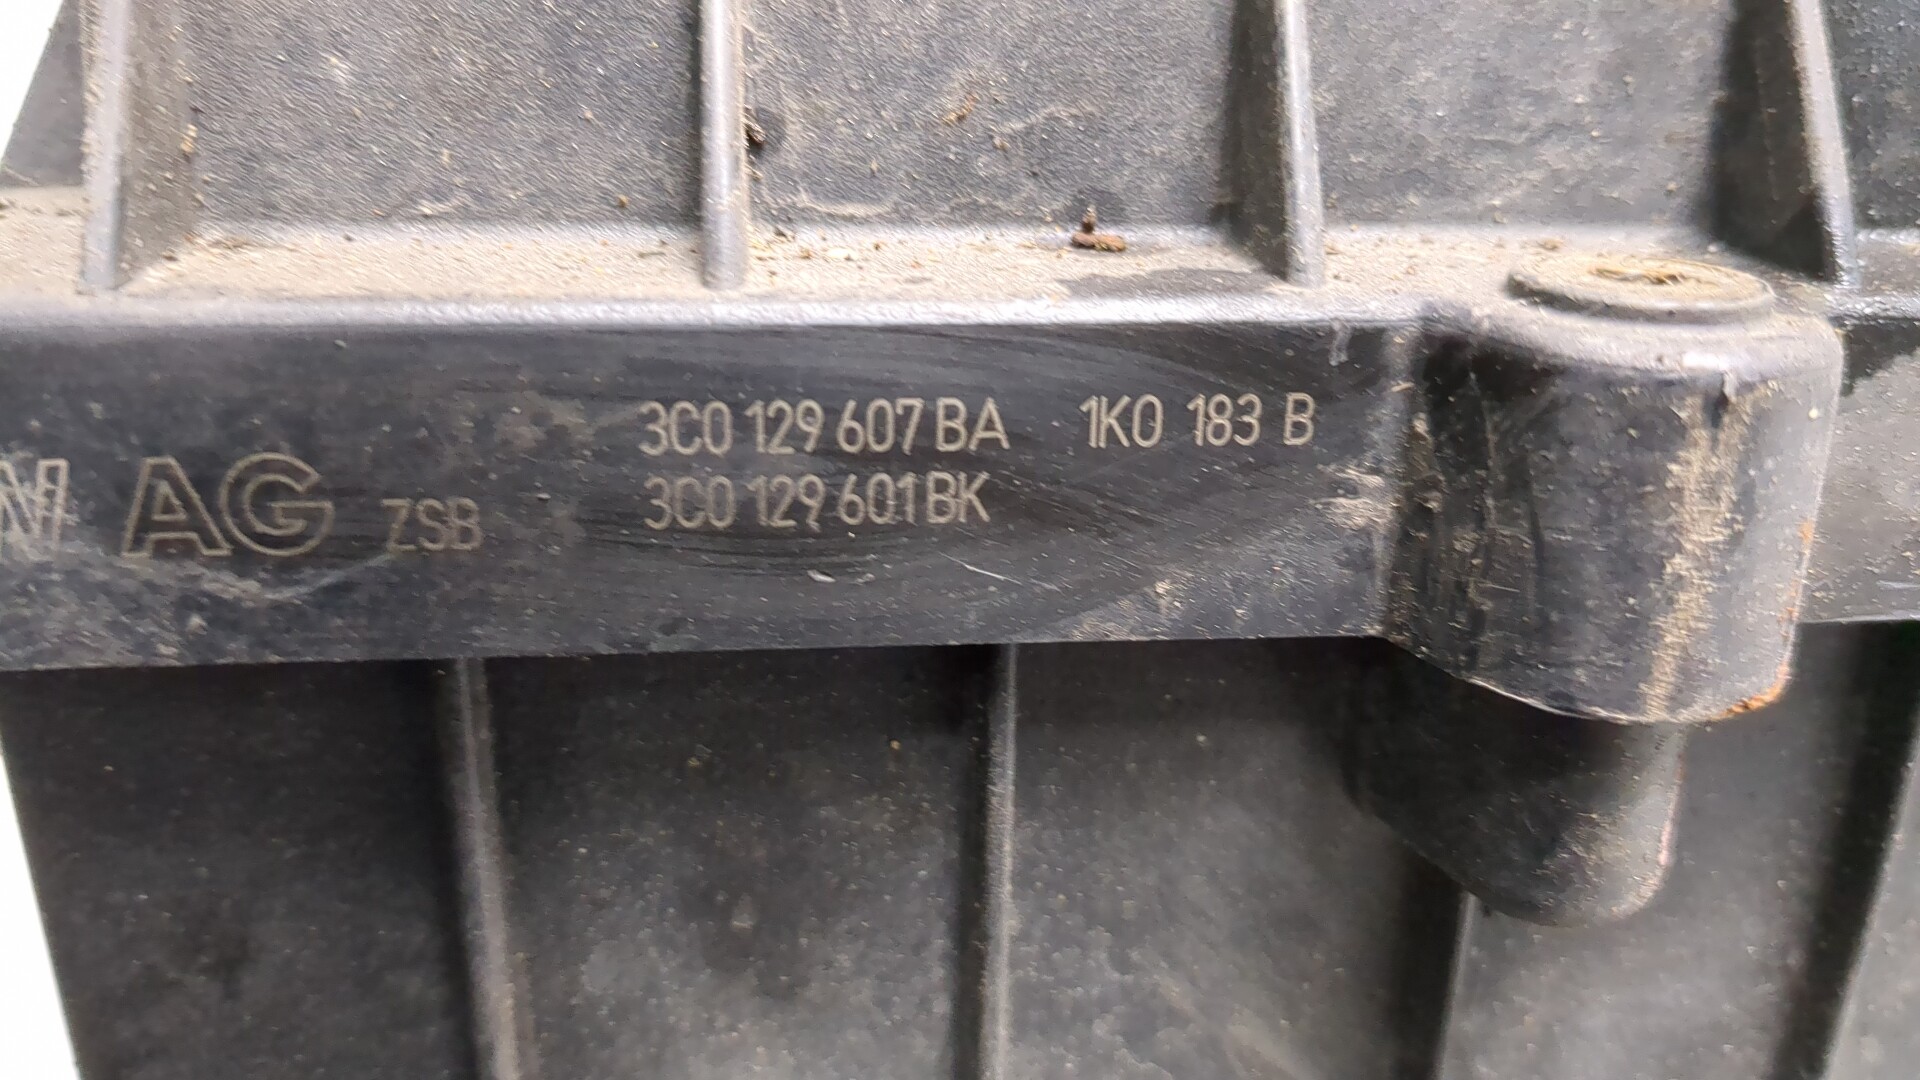 N AG ZSB
3C0 129 607 BA 1K0 183 B
3C0 129 601 BK